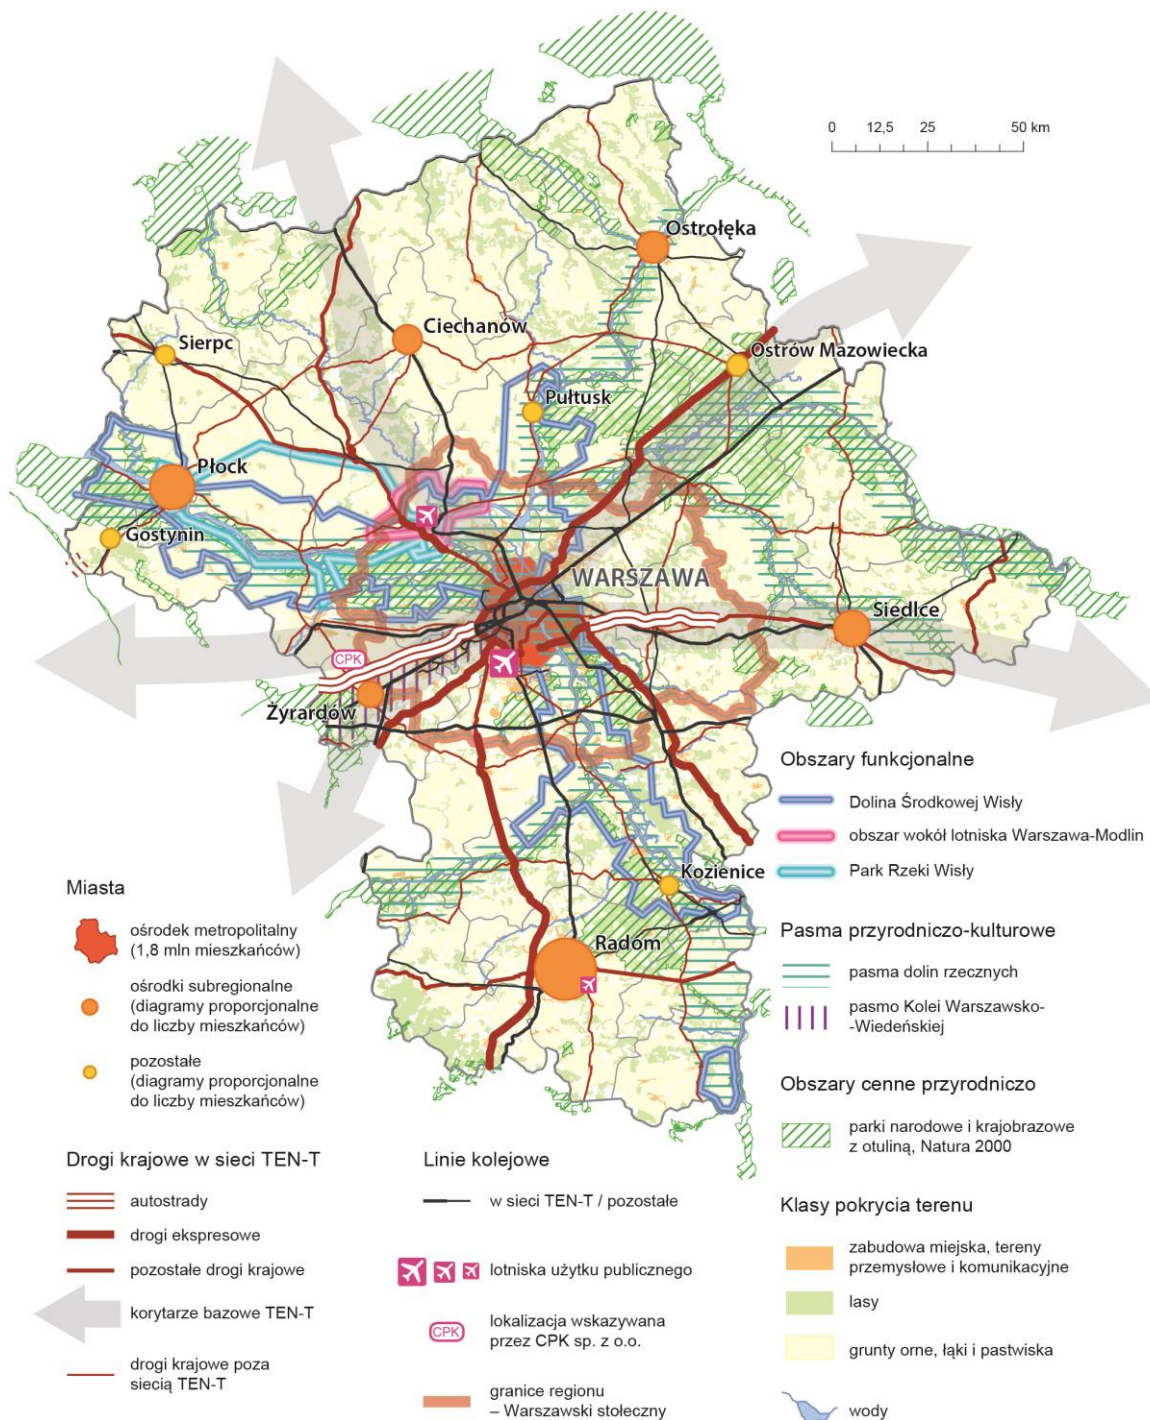 0 12,5 25 50 km
Ostrołęka
Ciechanów
Sierpc
Ostrów Mazowiecka
Pułtusk
Płock
Gostynin
WARSZAWA
Siedlce
CPK
Żyrardów
Kozienice
Radom
Obszary funkcjonalne
Dolina Środkowej Wisły
obszar wokół lotniska Warszawa-Modlin
Park Rzeki Wisły
Pasma przyrodniczo-kulturowe
pasma dolin rzecznych
pasmo Kolei Warszawsko-
-Wiedeńskiej
Obszary cenne przyrodniczo
parki narodowe i krajobrazowe
z otuliną, Natura 2000
Klasy pokrycia terenu
zabudowa miejska, tereny
przemysłowe i komunikacyjne
lasy
grunty orne, łąki i pastwiska
wody
Miasta
ośrodek metropolitalny
(1,8 mln mieszkańców)
ośrodki subregionalne
(diagramy proporcjonalne
do liczby mieszkańców)
pozostałe
(diagramy proporcjonalne
do liczby mieszkańców)
Drogi krajowe w sieci TEN-T
autostrady
drogi ekspresowe
pozostałe drogi krajowe
korytarze bazowe TEN-T
drogi krajowe poza
siecią TEN-T
Linie kolejowe
w sieci TEN-T / pozostałe
lotniska użytku publicznego
CPK
lokalizacja wskazywana
przez CPK sp. z o.o.
granice regionu
– Warszawski stołeczny